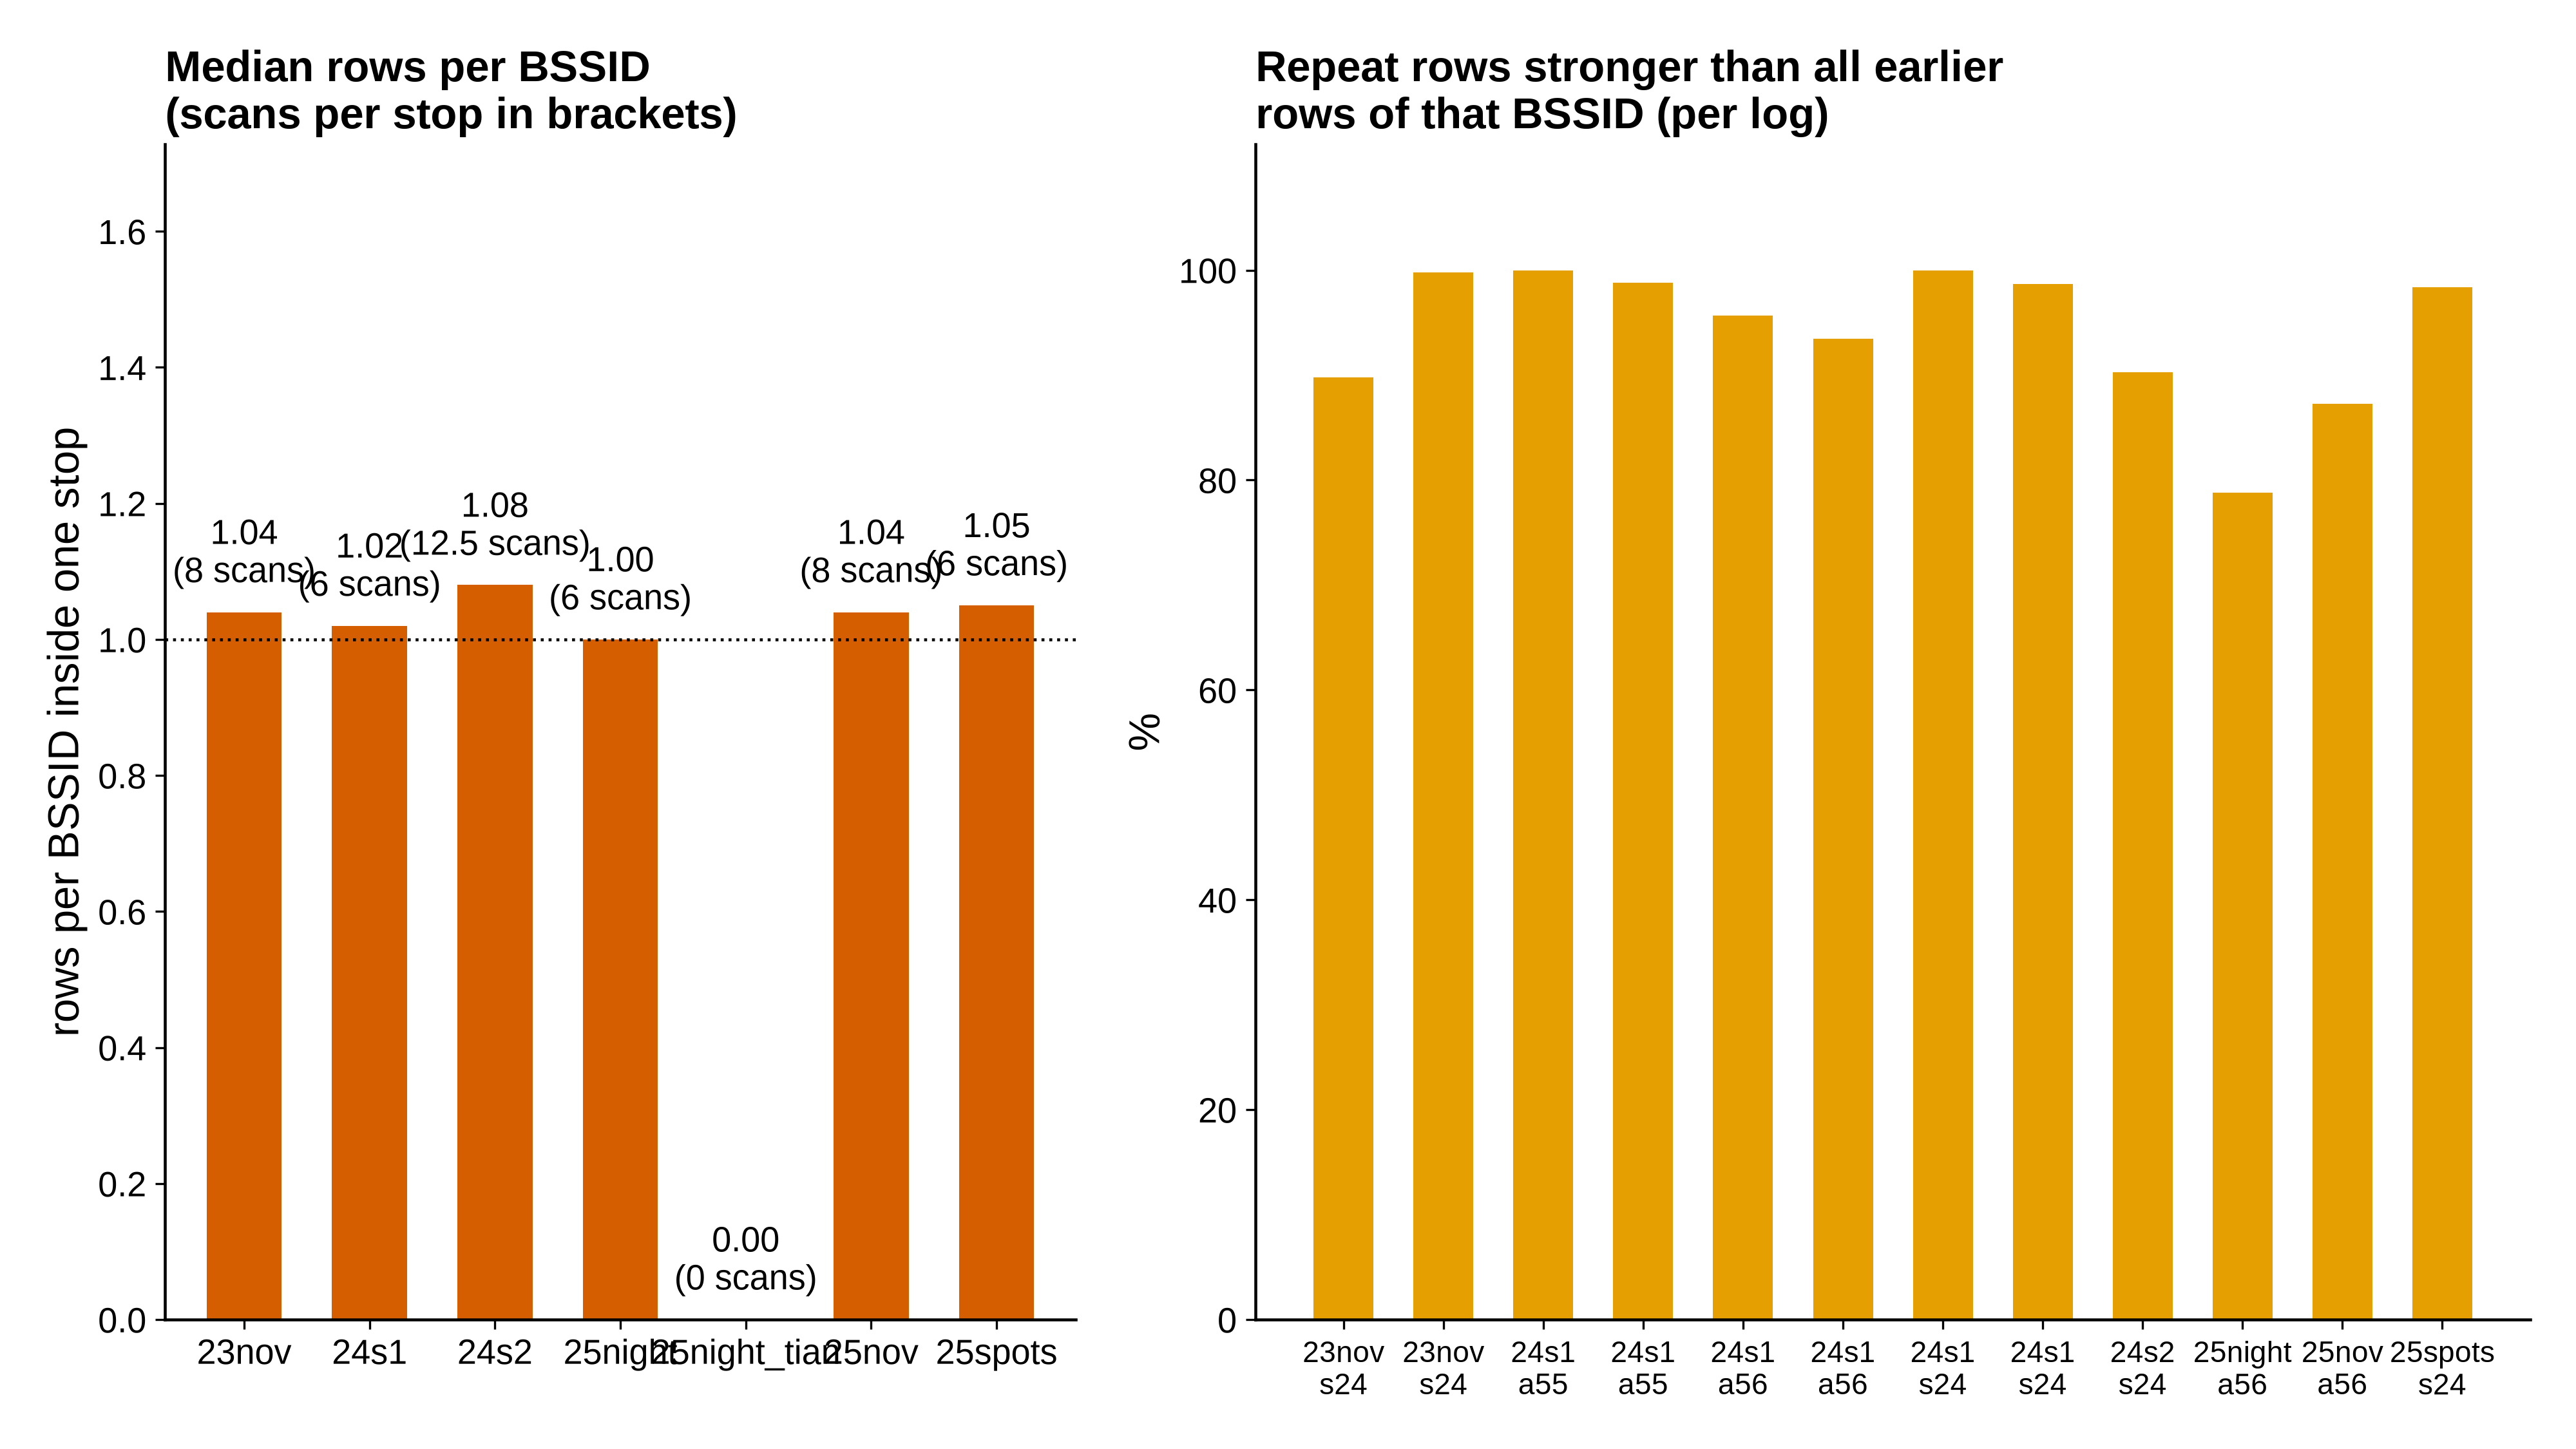 Median rows per BSSID
(scans per stop in brackets)
rows per BSSID inside one stop
1.6
1.4
1.2
1.0
0.8
0.6
0.4
0.2
0.0
1.04
(8 scans)
1.02
(6 scans)
1.08
(12.5 scans)
1.00
(6 scans)
0.00
(0 scans)
1.04
(8 scans)
1.05
(6 scans)
23nov
24s1
24s2
25night
25night_tian
25nov
25spots
Repeat rows stronger than all earlier
rows of that BSSID (per log)
%
100
80
60
40
20
0
23nov
s24
23nov
s24
24s1
a55
24s1
a55
24s1
a56
24s1
a56
24s1
s24
24s1
s24
24s2
s24
25night
a56
25nov
a56
25spots
s24